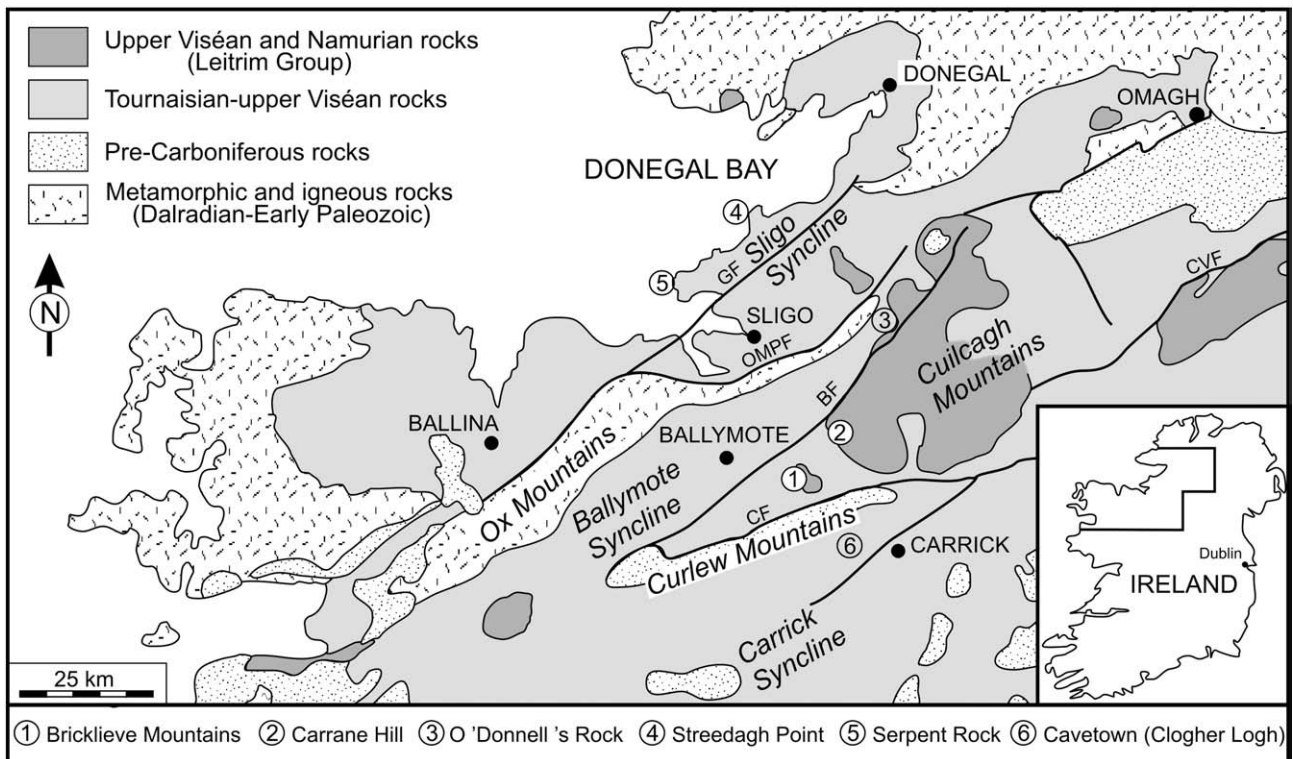 Upper Viséan and Namurian rocks
(Leitrim Group)
Tournaisian-upper Viséan rocks
Pre-Carboniferous rocks
Metamorphic and igneous rocks
(Dalradian-Early Paleozoic)
N
DONEGAL
OMAGH
DONEGAL BAY
4
Sligo
Syncline
GF
5
CVF
SLIGO
3
OMPF
Cuilcagh
Mountains
BF
BALLINA
2
BALLYMOTE
Ox Mountains
1
Ballymote
Syncline
CF
Curlew Mountains
6
CARRICK
Carrick
Syncline
Dublin
IRELAND
25 km
1 Bricklieve Mountains 2 Carrane Hill 3 O 'Donnell 's Rock 4 Streedagh Point 5 Serpent Rock 6 Cavetown (Clogher Logh)